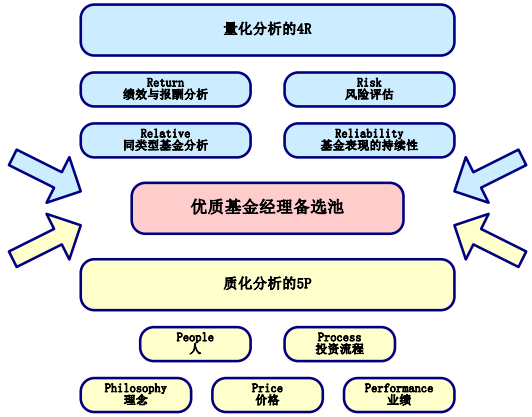 量化分析的4R
Return
绩效与报酬分析
Risk
风险评估
Relative
同类型基金分析
Reliability
基金表现的持续性
优质基金经理备选池
质化分析的5P
People
人
Process
投资流程
Philosophy
理念
Price
价格
Performance
业绩